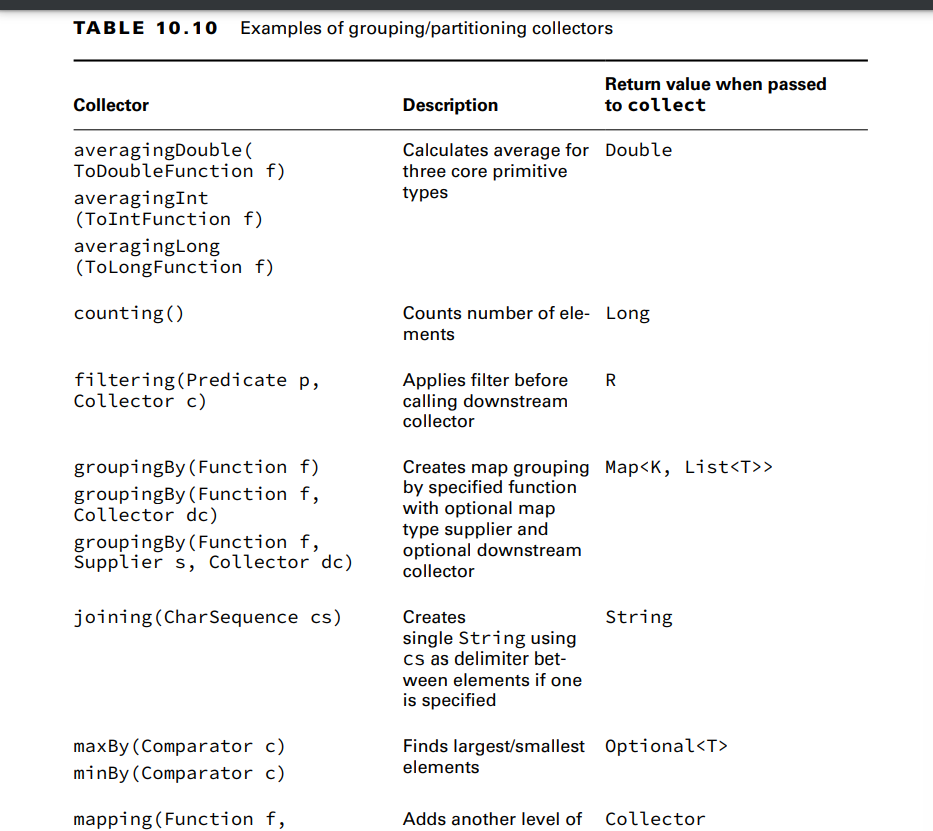 TABLE 10.10 Examples of grouping/partitioning collectors
Return value when passed
Collector Description to collect
averagingDouble( Calculates average for Double
ToDoubleFunction f) three core primitive
types
averagingInt
(ToIntFunction f)
averagingLong
(ToLongFunction f)
counting() Counts number of ele- Long
ments
filtering(Predicate p, Applies filter before R
Collector c) calling downstream
collector
groupingBy(Function f) Creates map grouping Map<K, List<T>>
by specified function
groupingBy(Function f, with optional map
Collector dc) type supplier and
groupingBy(Function f, optional downstream
Supplier s, Collector dc) collector
joining(CharSequence cs) Creates String
single String using
cs as delimiter bet-
ween elements if one
is specified
maxBy(Comparator c) Finds largest/smallest Optional<T>
minBy(Comparator c) elements
mapping(Function f, Adds another level of Collector